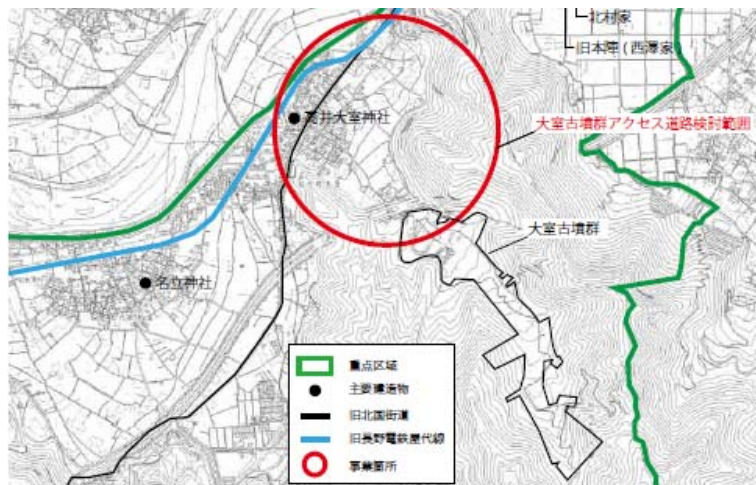 北村家
旧本陣(西澤家)
高井大室神社
大室古墳群アクセス道路検討範囲
大室古墳群
名立神社
重点区域
主要建造物
旧北国街道
旧長野電鉄屋代線
事業箇所